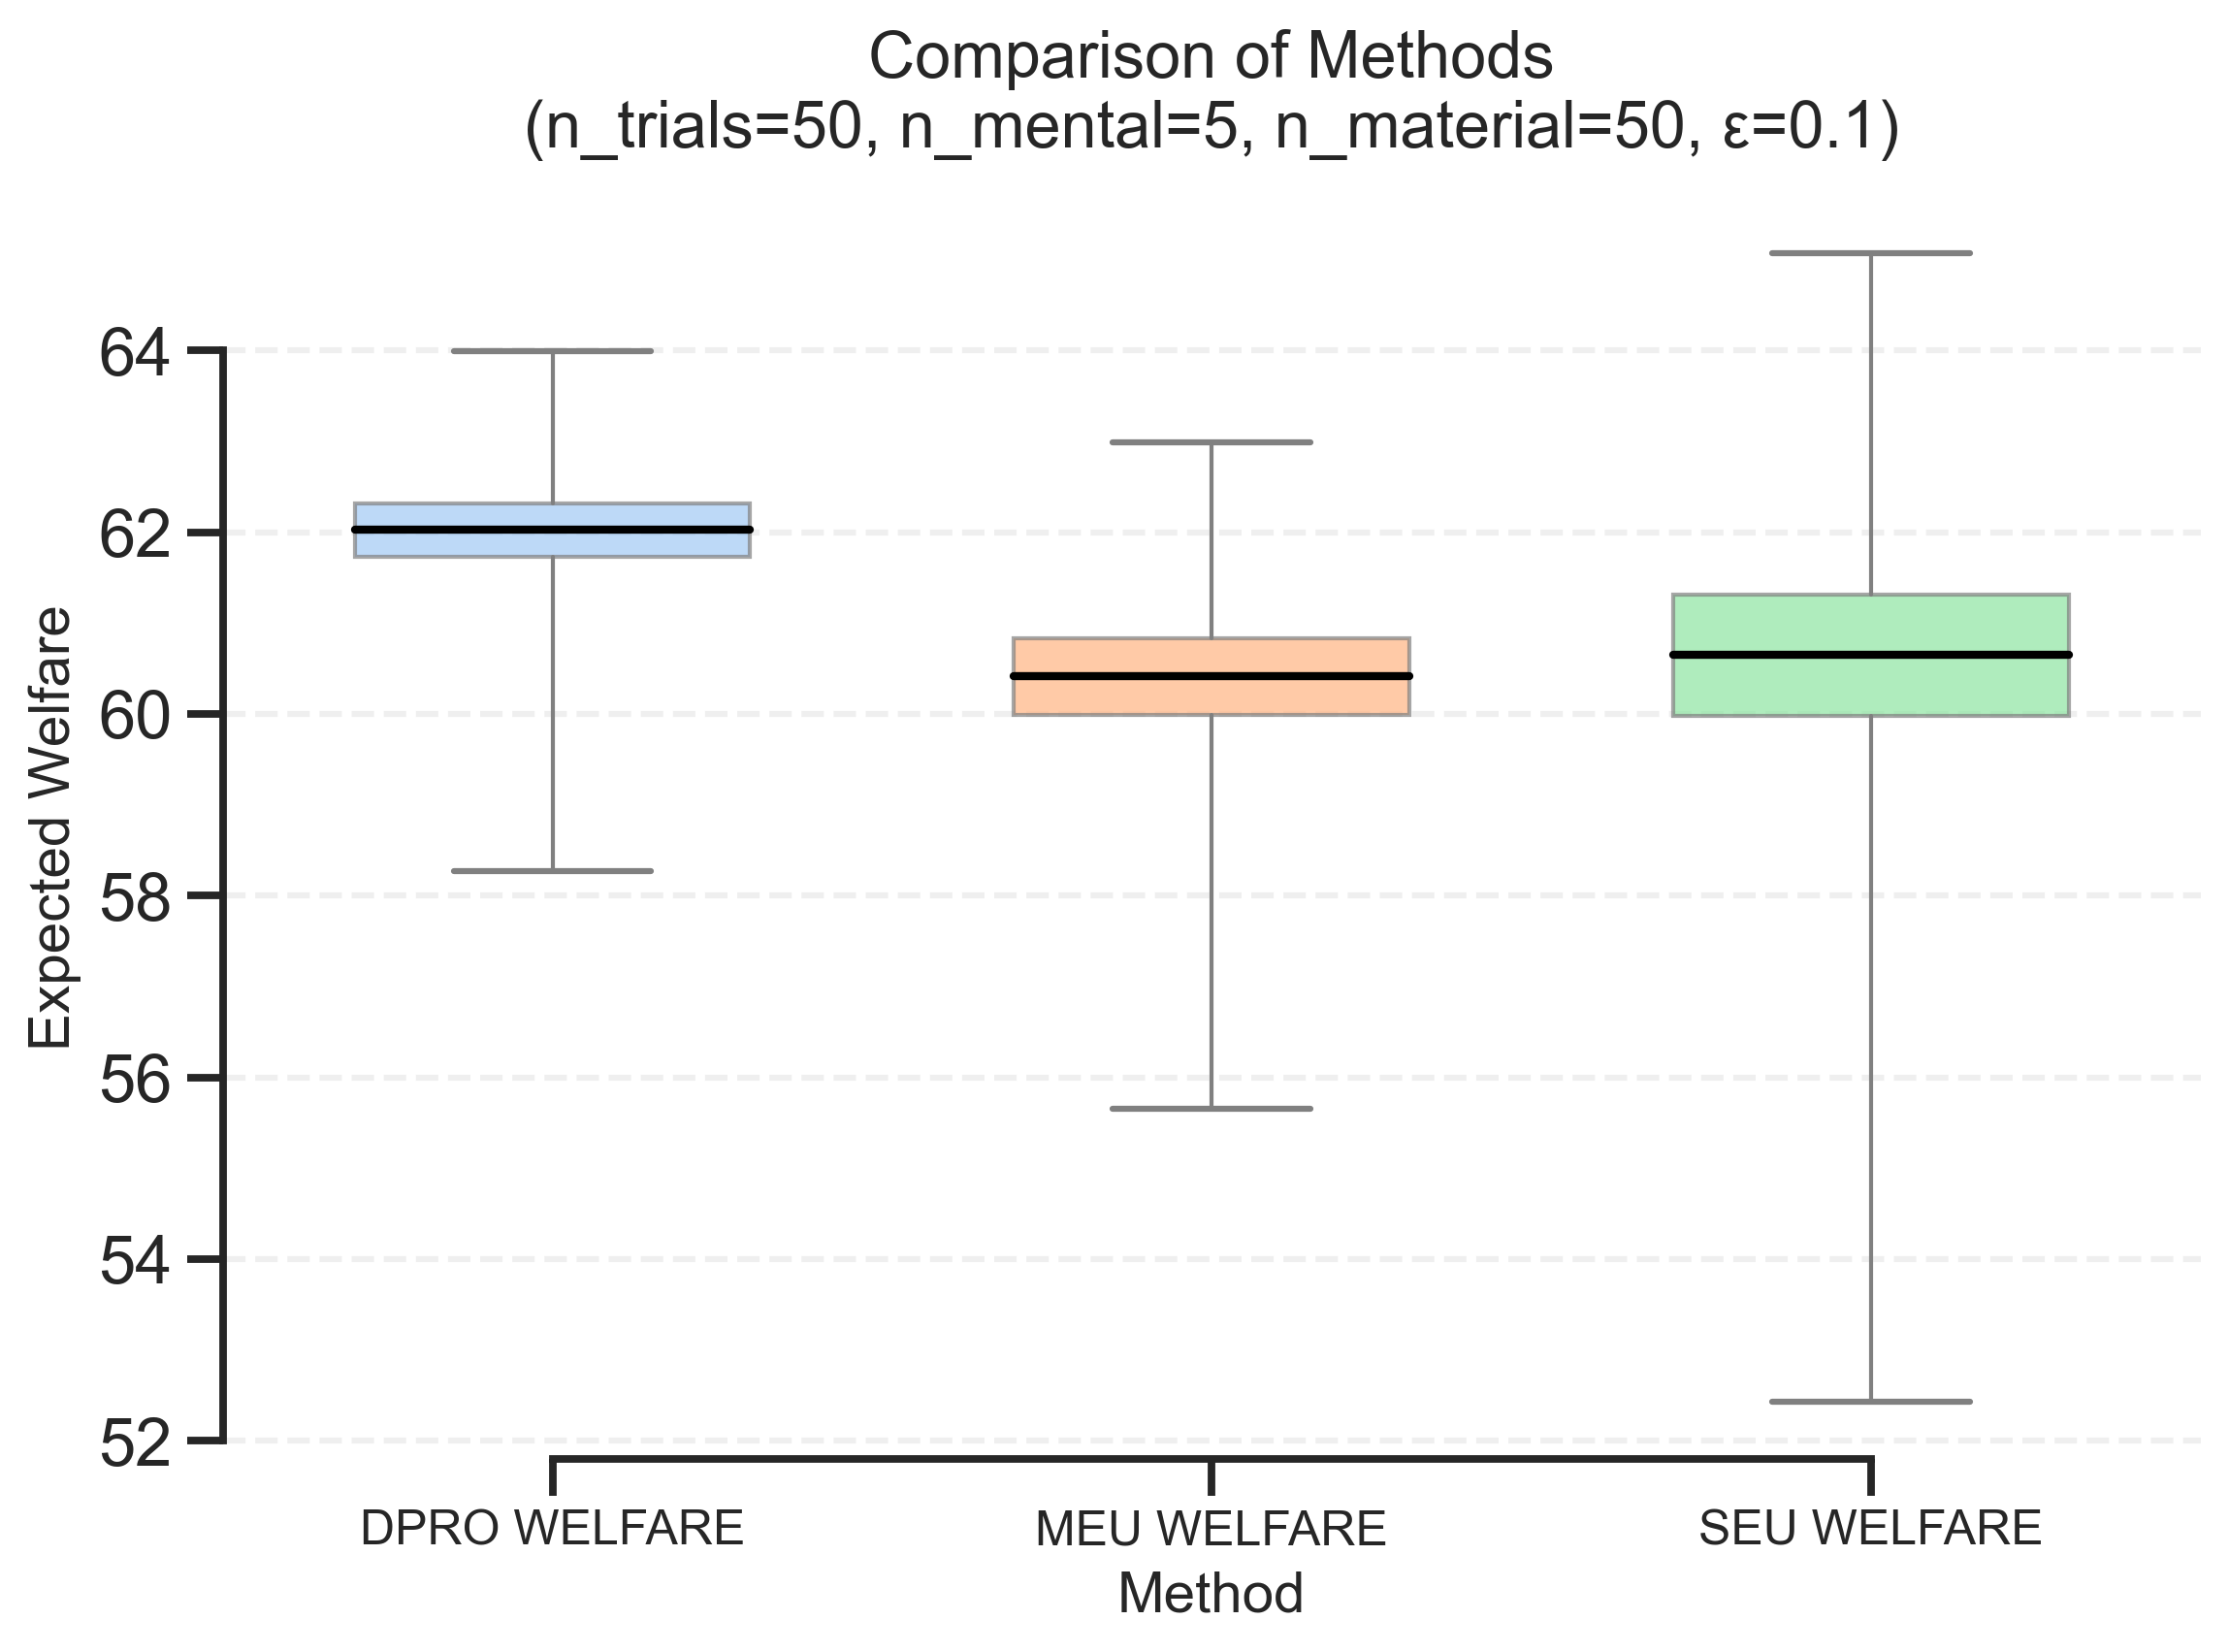 Comparison of Methods
(n_trials=50, n_mental=5, n_material=50, ε=0.1)
Expected Welfare
64
62
60
58
56
54
52
DPRO WELFARE
MEU WELFARE
SEU WELFARE
Method